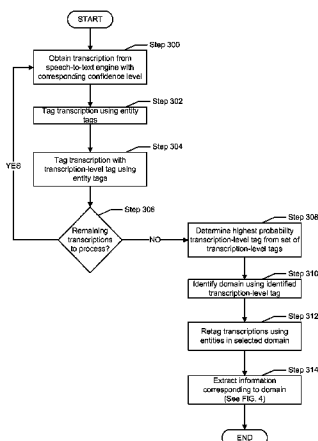 START
Step 300
Obtain transcription from
speech-to-text engine with
corresponding confidence level
Step 302
Tag transcription using entity
tags
Step 304
Tag transcription with
transcription-level tag using
entity tags
YES
Step 306
Remaining
transcriptions
to process?
NO
Step 308
Determine highest probability
transcription-level tag from set of
transcription-level tags
Step 310
Identify domain using identified
transcription-level tag
Step 312
Retag transcriptions using
entities in selected domain
Step 314
Extract information
corresponding to domain
(See FIG. 4)
END